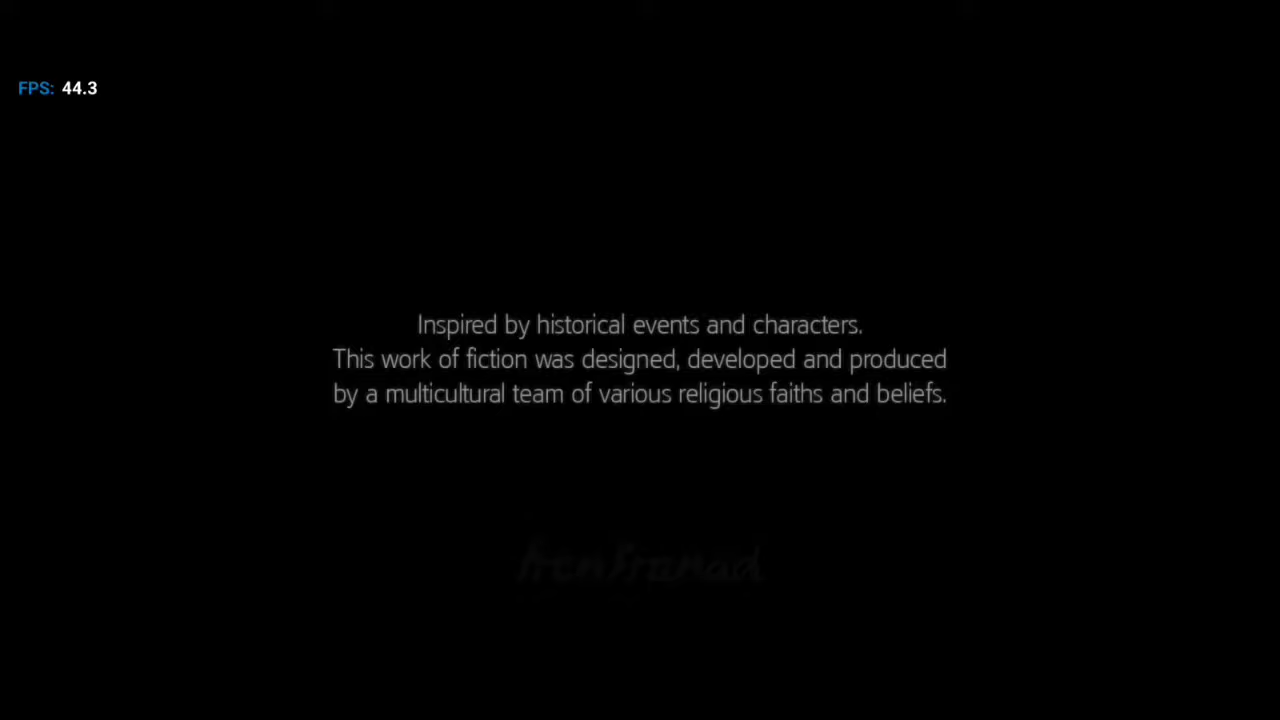 FPS: 44.3
Inspired by historical events and characters.
This work of fiction was designed, developed and produced
by a multicultural team of various religious faiths and beliefs.